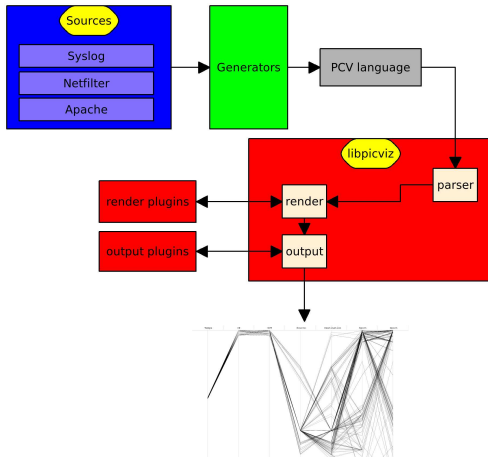 Sources
Syslog
Netfilter
Apache
Generators
PCV language
libpicviz
parser
render plugins
render
output plugins
output